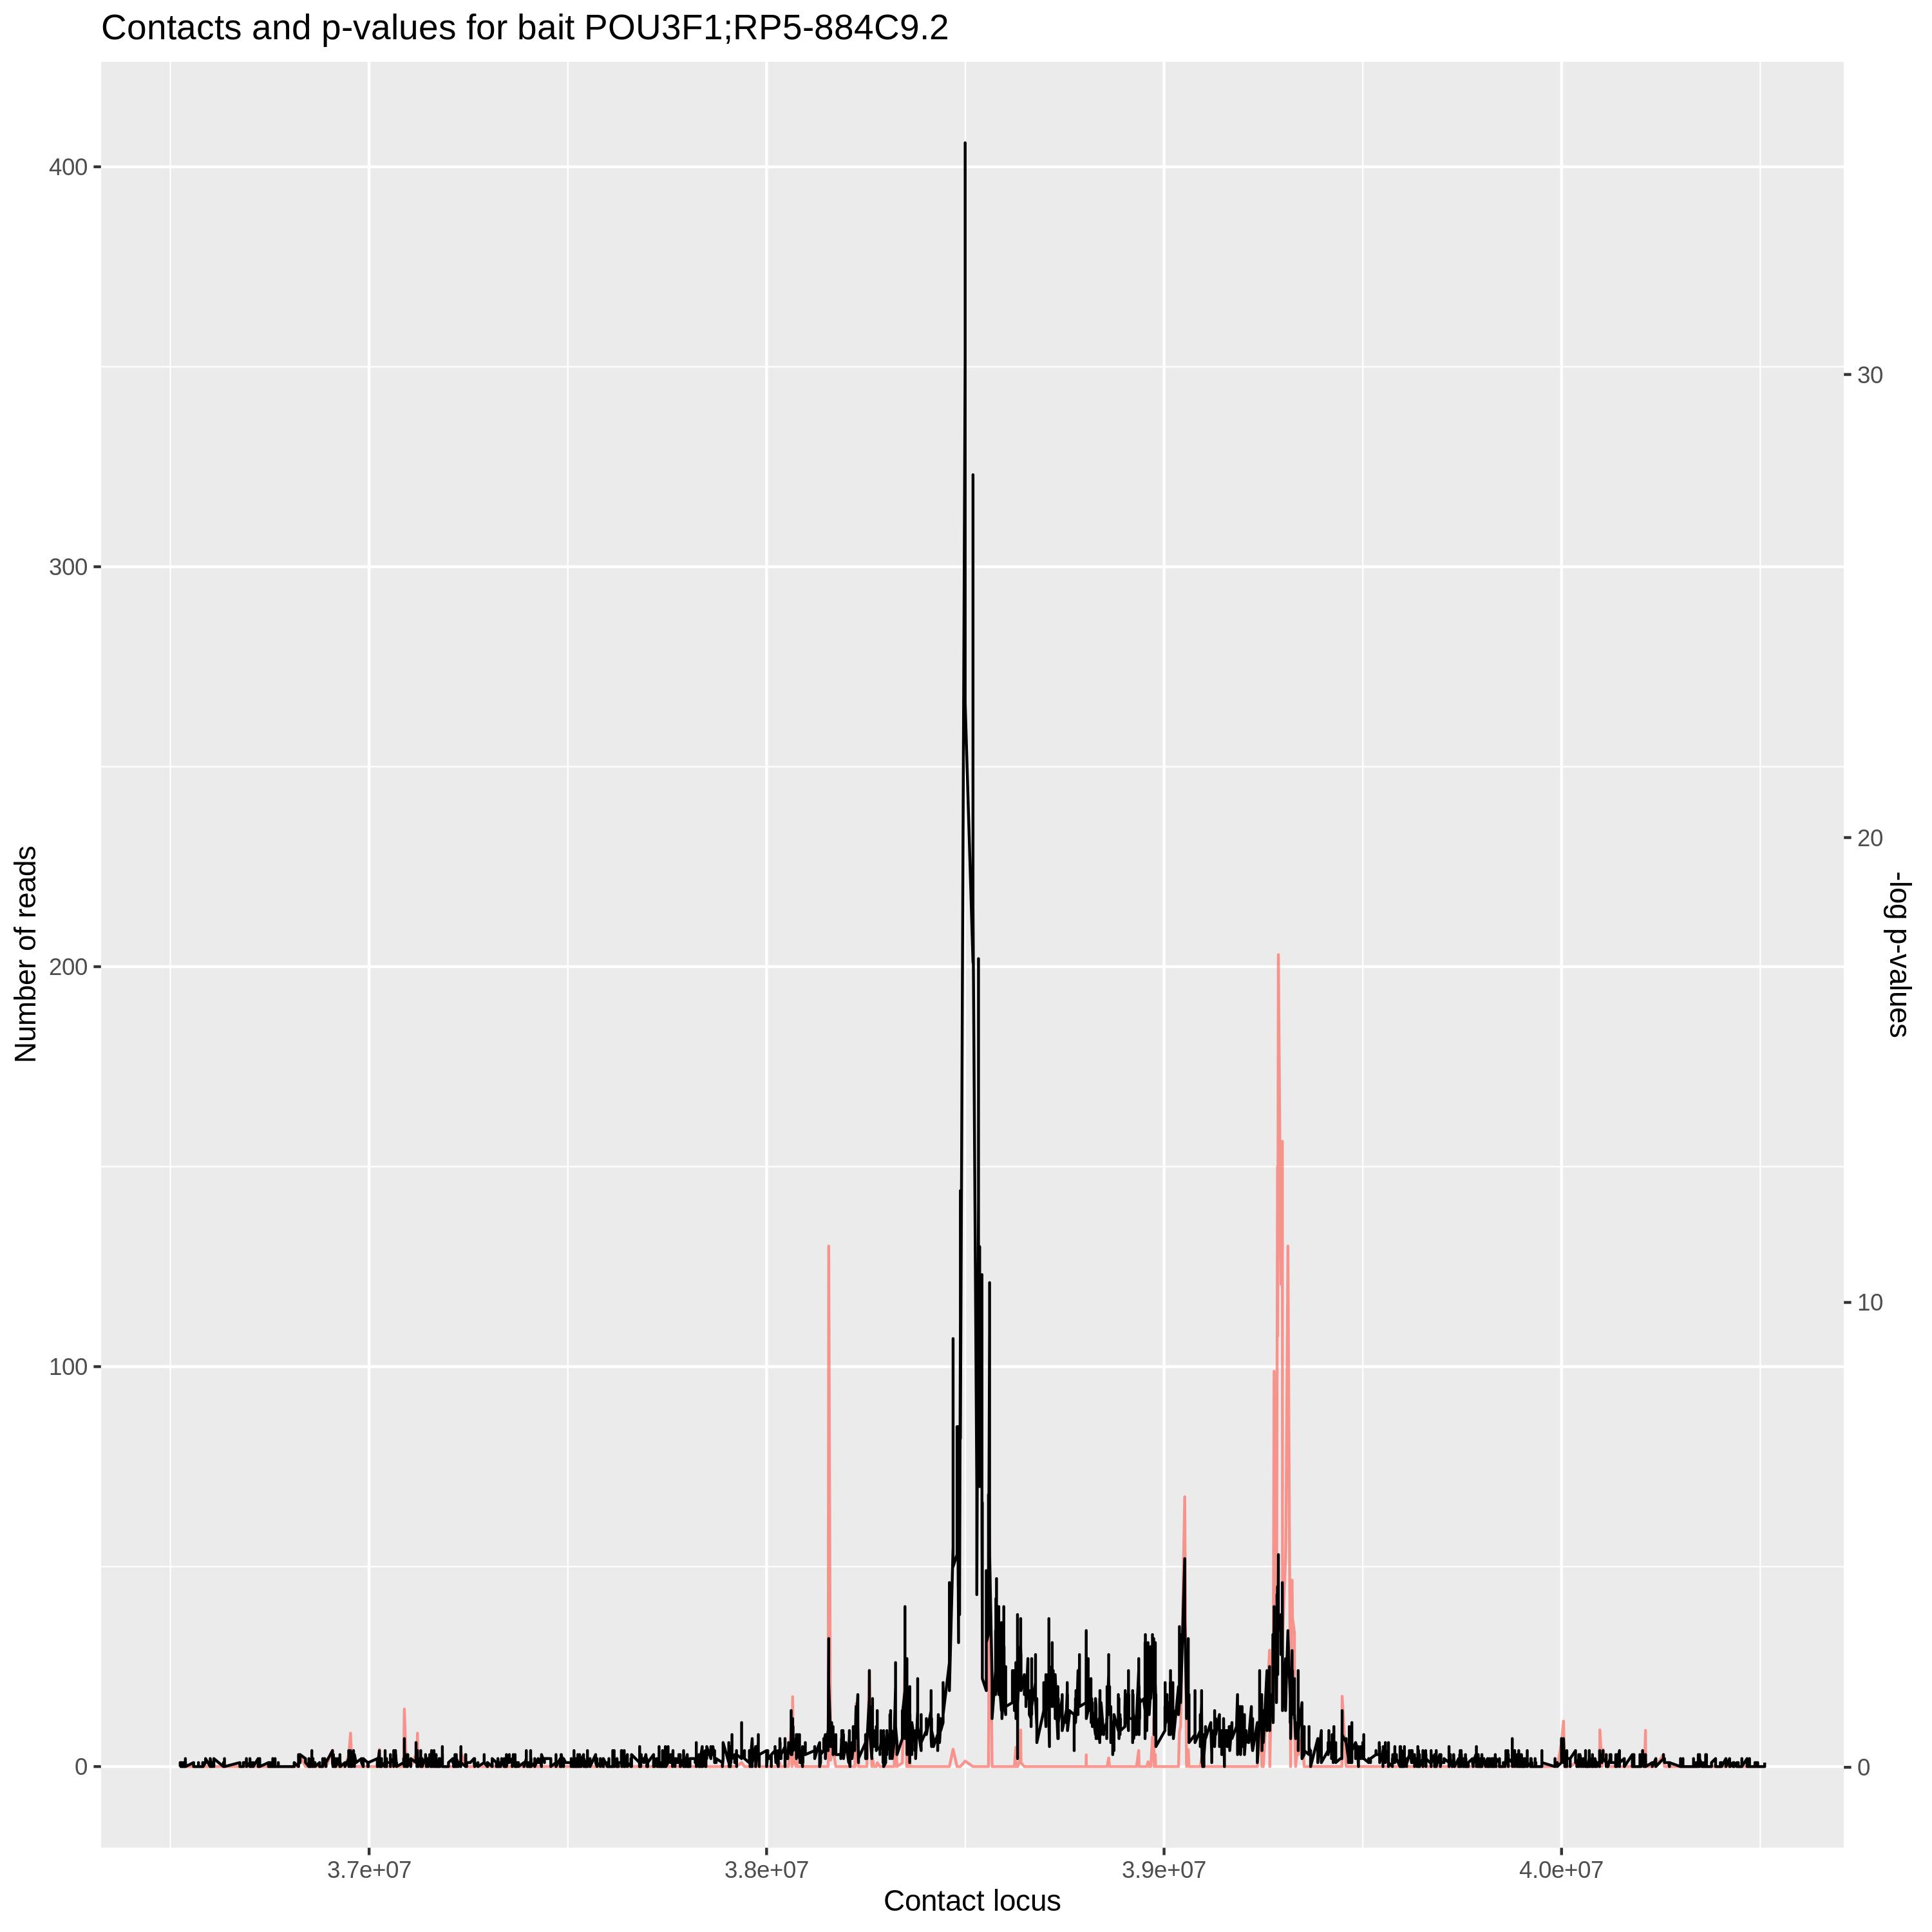 Contacts and p-values for bait POU3F1;RP5-884C9.2
400
300
200
100
0
30
20
10
0
Number of reads
-log p-values
3.7e+07
3.8e+07
3.9e+07
4.0e+07
Contact locus